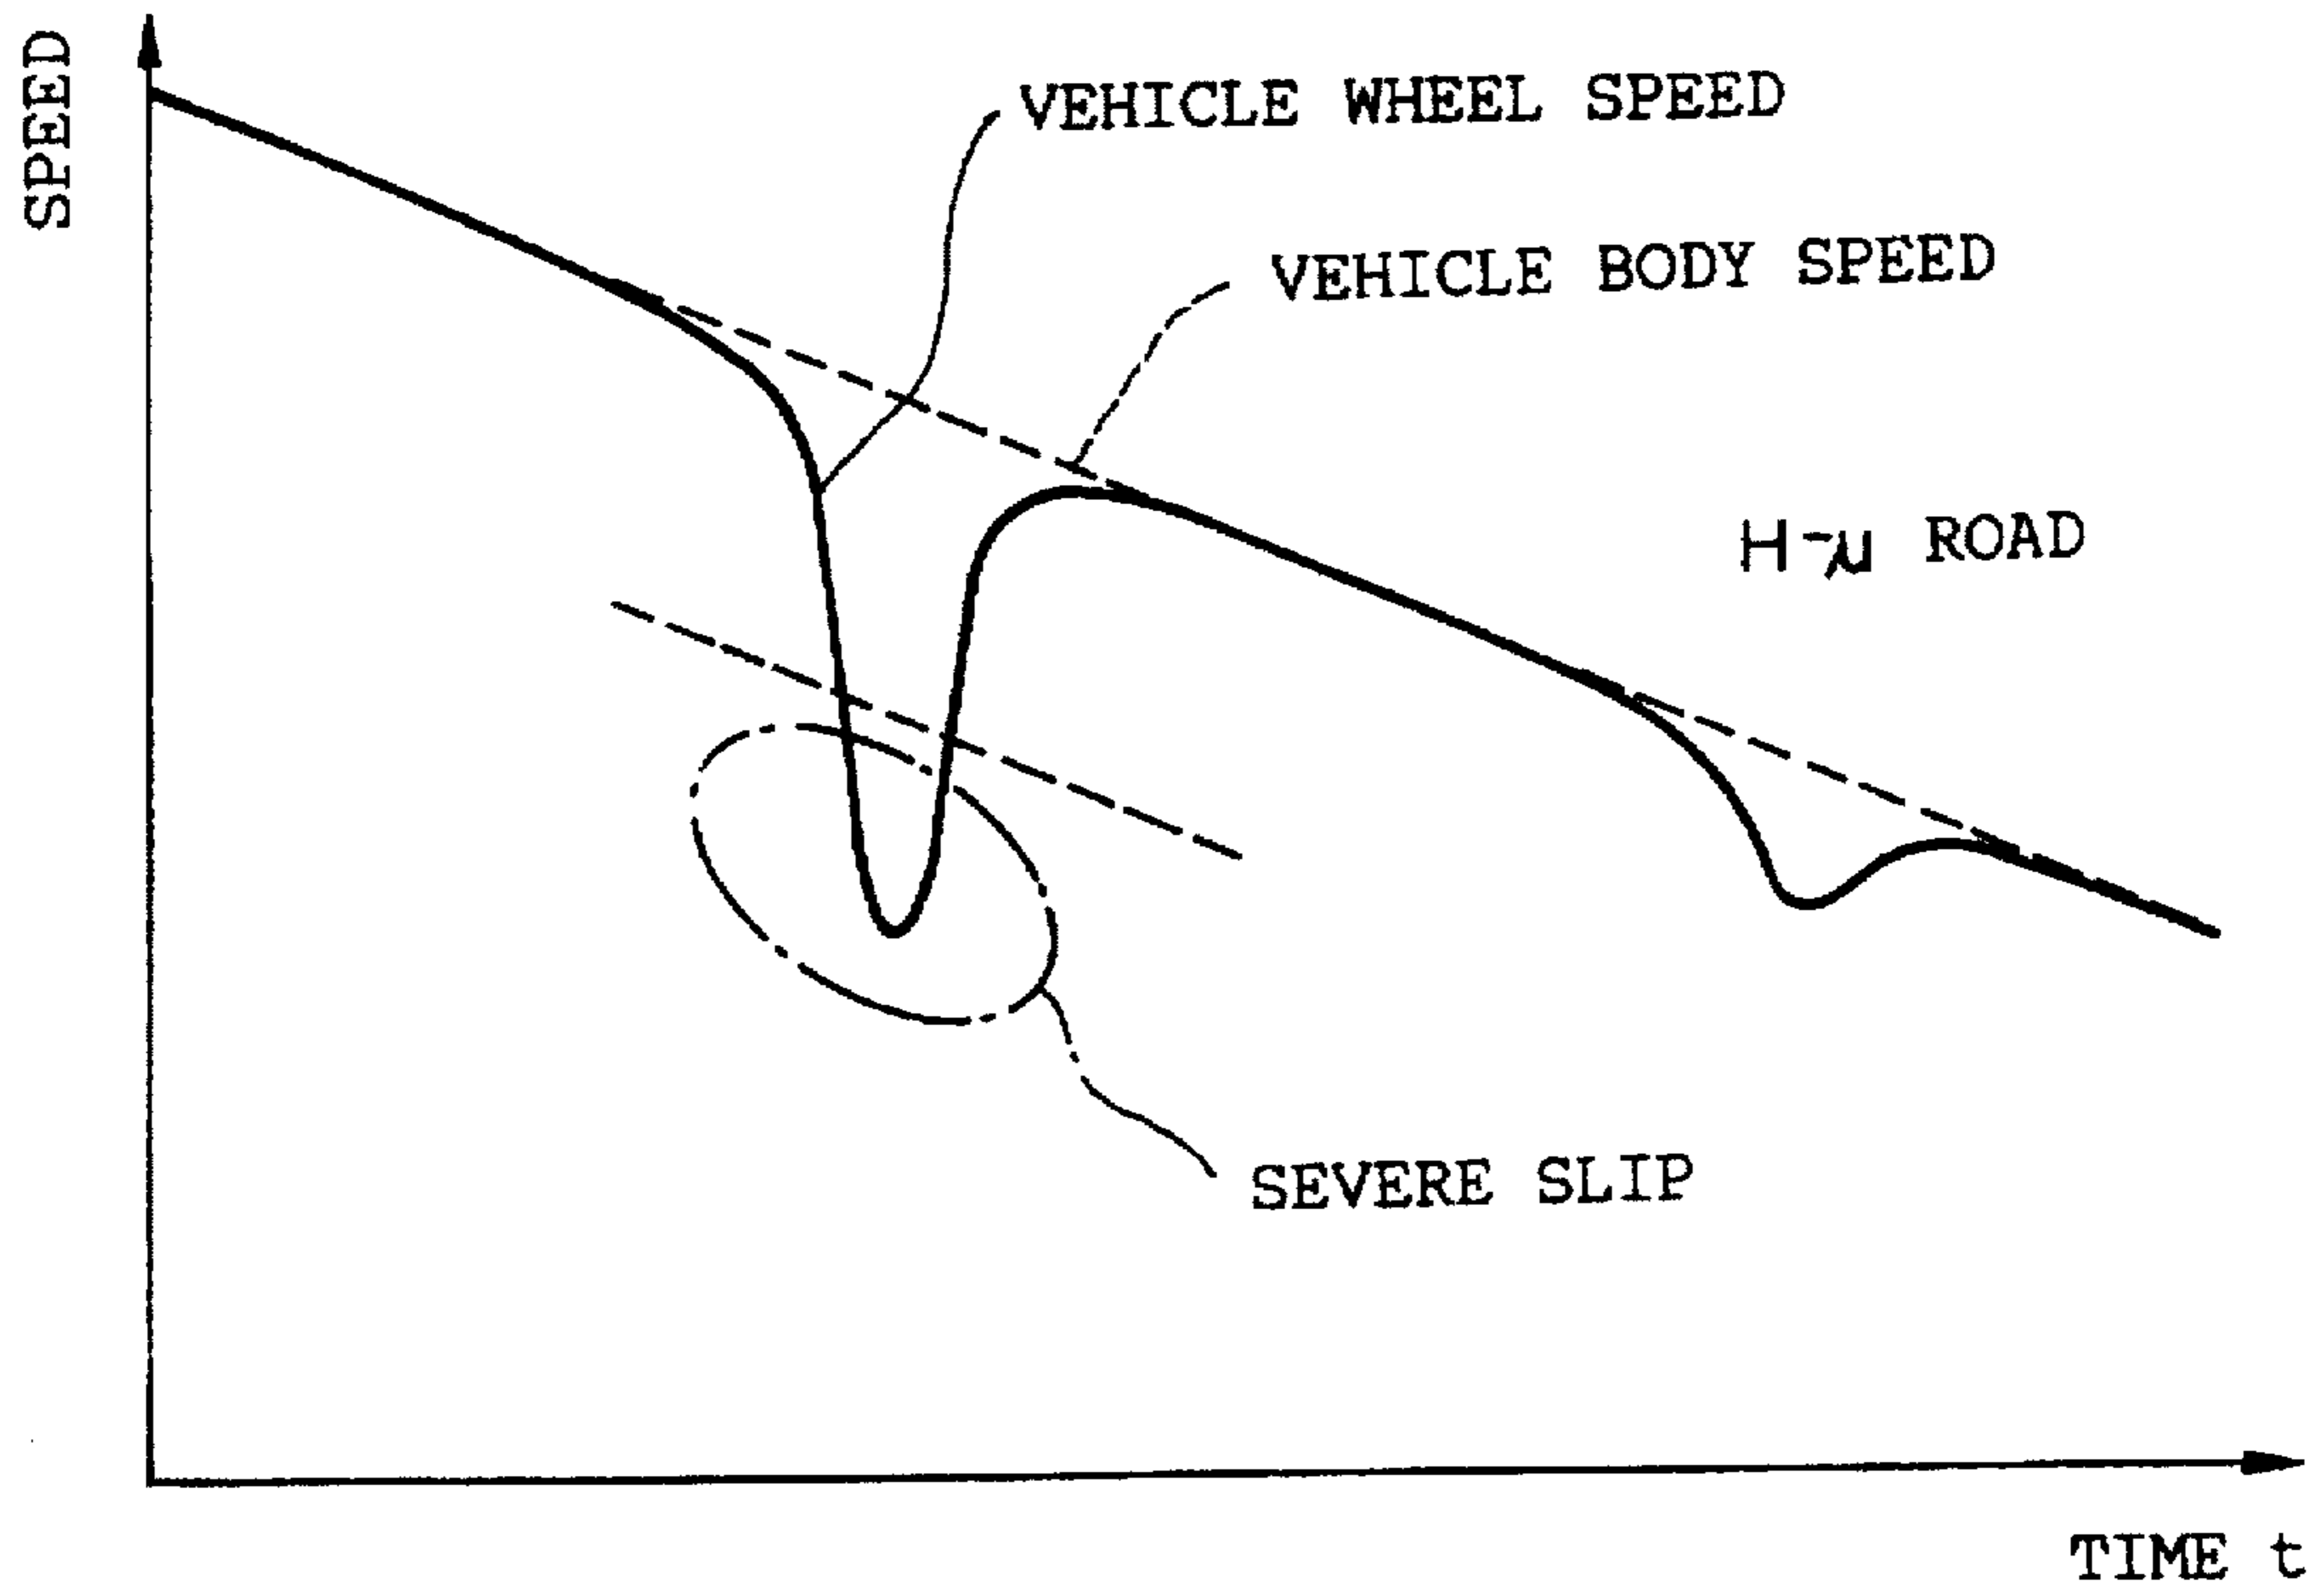 SPEED
VEHICLE WHEEL SPEED
VEHICLE BODY SPEED
H-μ ROAD
SEVERE SLIP
TIME t